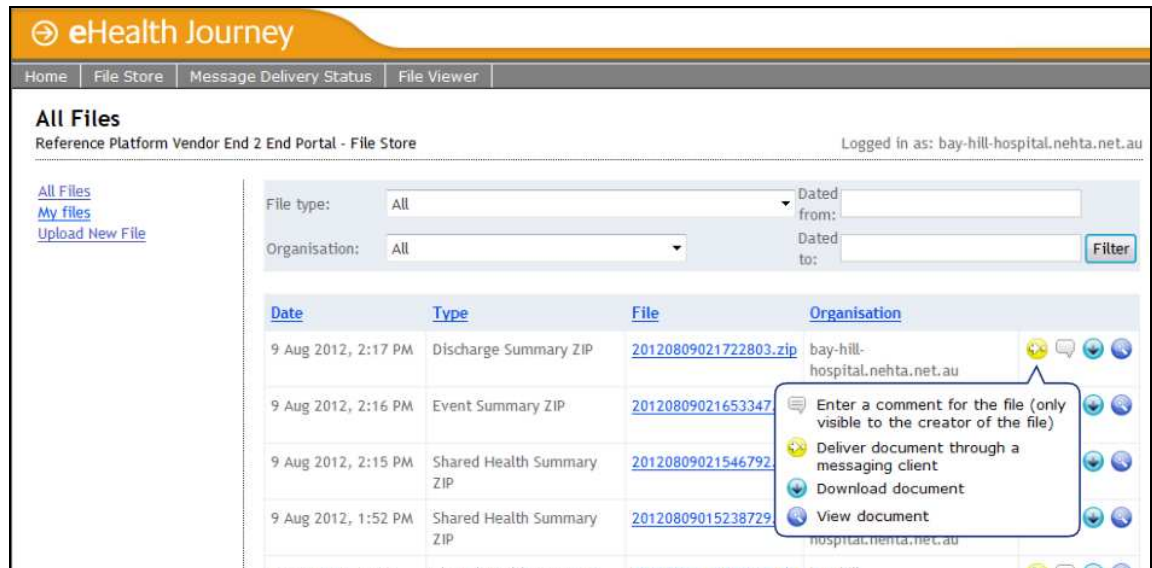 eHealth Journey
Home File Store Message Delivery Status File Viewer
All Files
Reference Platform Vendor End 2 End Portal - File Store
Logged in as: bay-hill-hospital.nehta.net.au
All Files
My files
Upload New File
File type: All
Dated from:
Organisation: All
Dated to:
Filter
Date Type File Organisation
9 Aug 2012, 2:17 PM Discharge Summary ZIP 20120809021722803.zip bay-hill-
hospital.nehta.net.au
9 Aug 2012, 2:16 PM Event Summary ZIP 20120809021653347.
9 Aug 2012, 2:15 PM Shared Health Summary 20120809021546792.
ZIP
9 Aug 2012, 1:52 PM Shared Health Summary 20120809015238729.
ZIP
hospital.nehta.net.au
Enter a comment for the file (only
visible to the creator of the file)
Deliver document through a
messaging client
Download document
View document